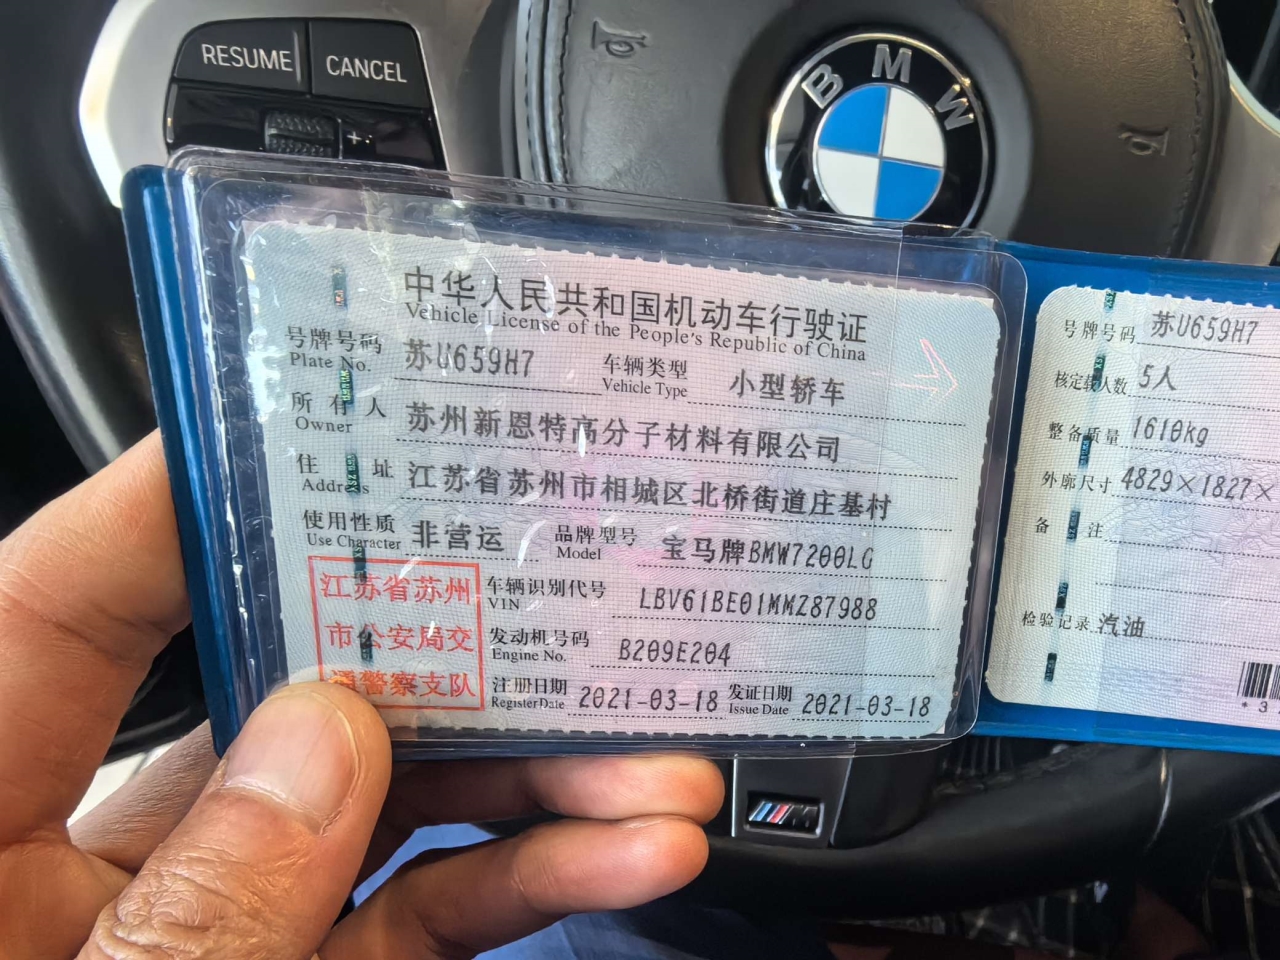 RESUME
CANCEL
+
BMW
中华人民共和国机动车行驶证
Vehicle License of the People's Republic of China
号牌号码 苏U659H7 车辆类型 小型轿车
Plate No. Vehicle Type
所有人 苏州新恩特高分子材料有限公司
Owner
住址 江苏省苏州市相城区北桥街道庄基村
Address
使用性质 非营运 品牌型号 宝马牌BMW7200LG
Use Character Model
江苏省苏州
市公安局交
通警察支队
车辆识别代号 LBV61BE01MMZ87988
VIN
发动机号码 B209E204
Engine No.
注册日期 2021-03-18 发证日期 2021-03-18
Register Date Issue Date
号牌号码 苏U659H7
核定载人数 5人
整备质量 1610kg
外廓尺寸 4829×1827×
备注
检验记录 汽油
* 3
M